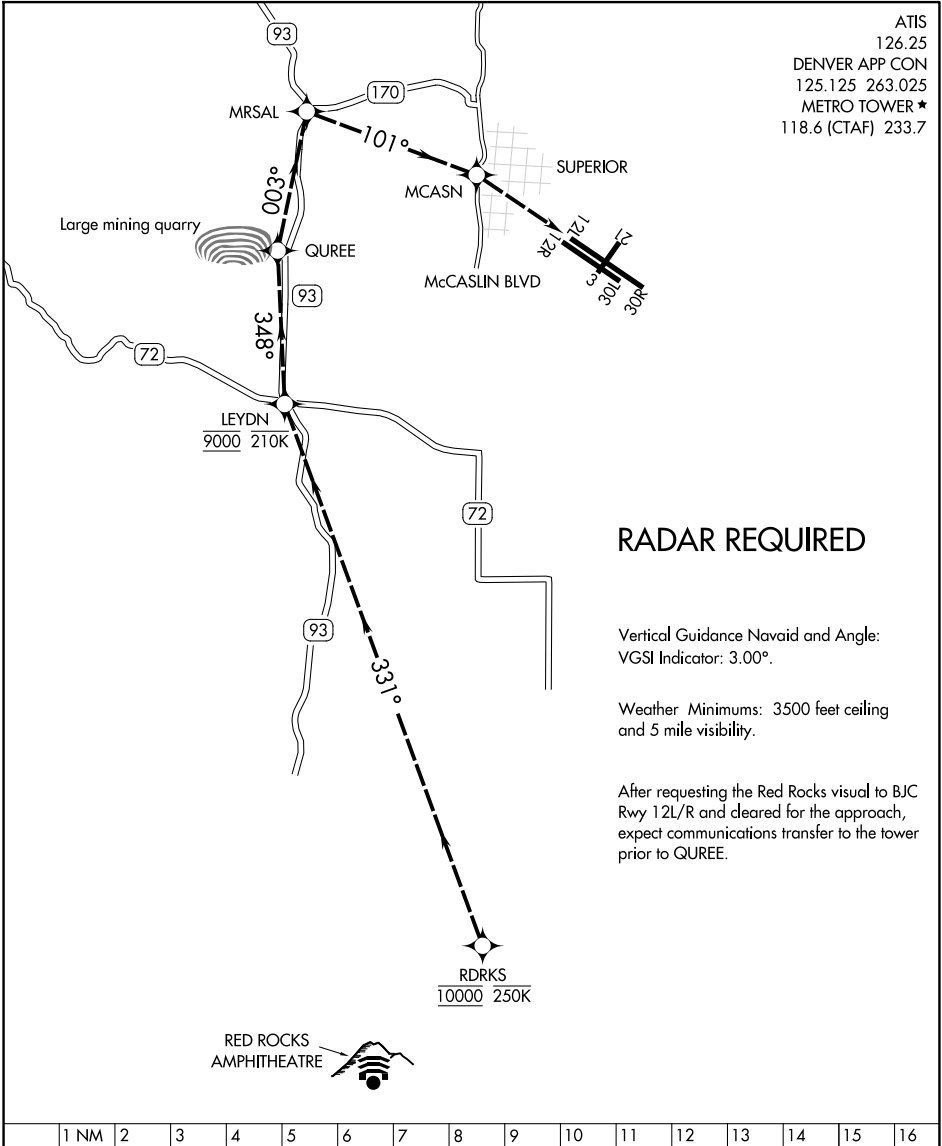 ATIS
126.25
DENVER APP CON
125.125 263.025
METRO TOWER ★
118.6 (CTAF) 233.7
93
170
MRSAL
101°
SUPERIOR
MCASN
003°
Large mining quarry
QUREE
12L
12R
21
3
30L
30R
McCASLIN BLVD
93
348°
72
LEYDN
9000 210K
72
RADAR REQUIRED
93
Vertical Guidance Navaid and Angle:
VGSI Indicator: 3.00°.
331°
Weather Minimums: 3500 feet ceiling
and 5 mile visibility.
After requesting the Red Rocks visual to BJC
Rwy 12L/R and cleared for the approach,
expect communications transfer to the tower
prior to QUREE.
RDRKS
10000 250K
RED ROCKS
AMPHITHEATRE
1 NM 2 3 4 5 6 7 8 9 10 11 12 13 14 15 16